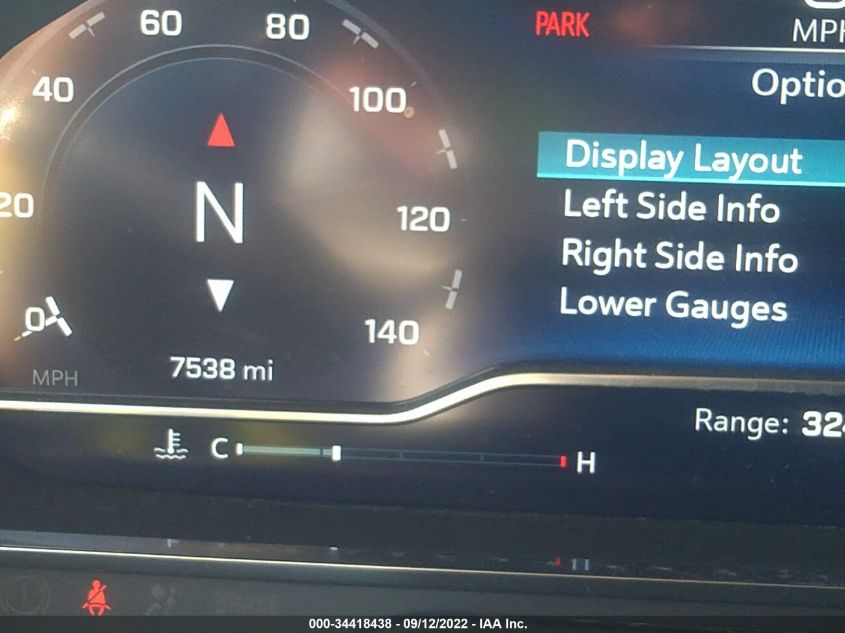 60
80
PARK
MPH
40
100
Optio
Display Layout
20
N
120
Left Side Info
Right Side Info
0
140
Lower Gauges
7538 mi
MPH
Range: 32
C
H
000-34418438 - 09/12/2022 - IAA Inc.